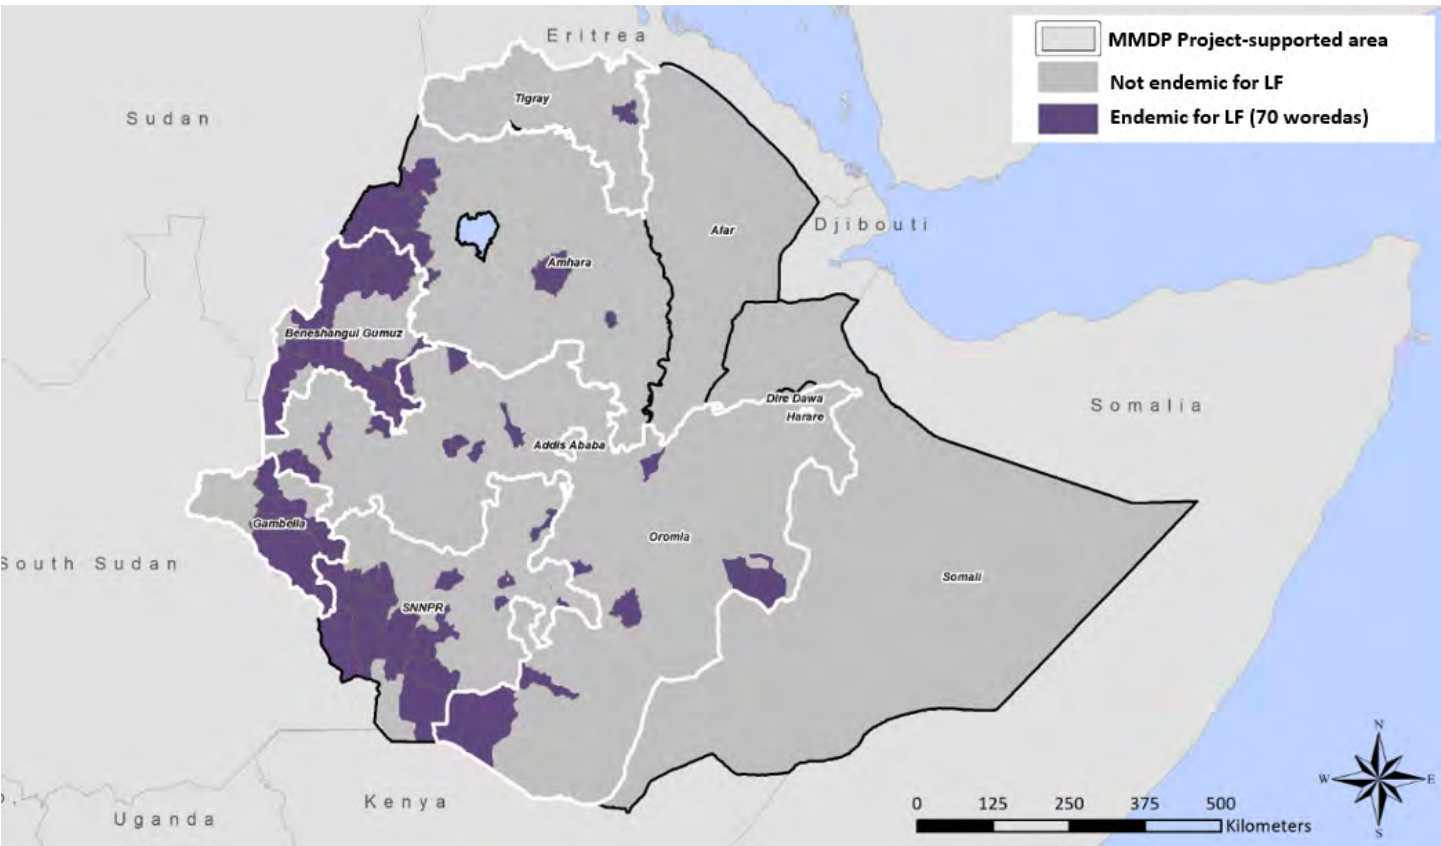 Eritrea
MMDP Project-supported area
Not endemic for LF
Endemic for LF (70 woredas)
Tigray
Sudan
Afar
Djibouti
Amhara
Beneshangul Gumuz
Dire Dawa
Harare
Somalia
Addis Ababa
Gambella
Oromia
South Sudan
Somali
SNNPR
N
W
E
S
Kenya
Uganda
0 125 250 375 500
Kilometers